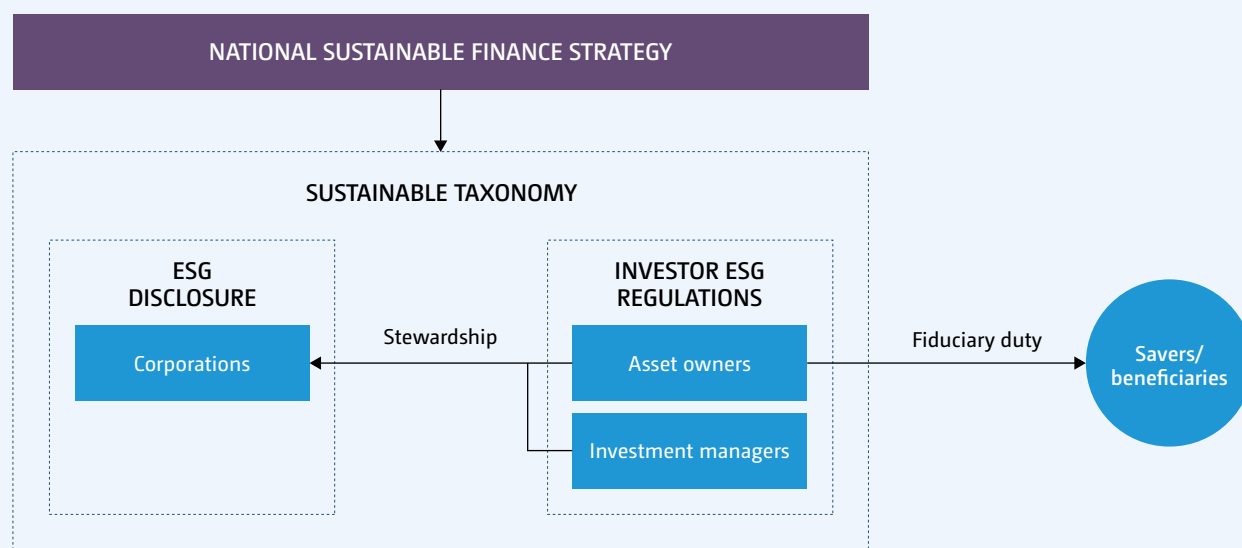 NATIONAL SUSTAINABLE FINANCE STRATEGY
SUSTAINABLE TAXONOMY
ESG
DISCLOSURE
Corporations
Stewardship
INVESTOR ESG
REGULATIONS
Asset owners
Investment managers
Fiduciary duty
Savers/
beneficiaries